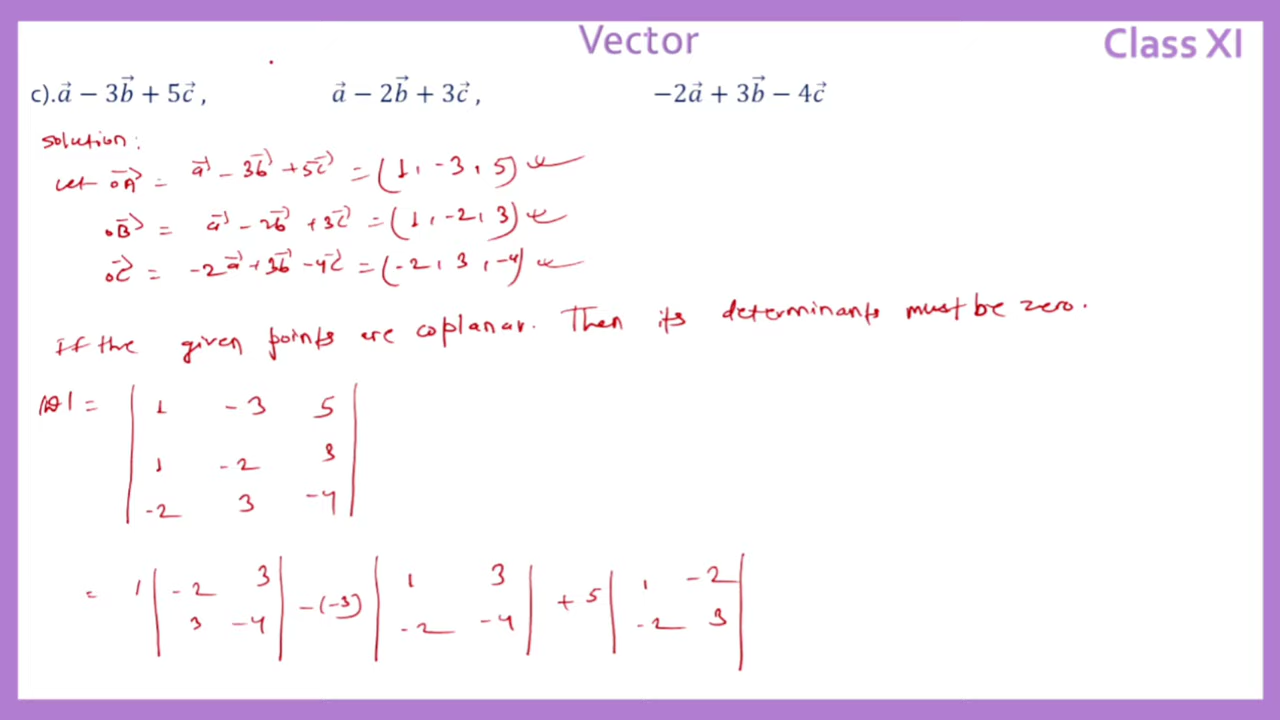 Vector
Class XI
c). a⃗ − 3b⃗ + 5c⃗ , a⃗ − 2b⃗ + 3c⃗ , −2a⃗ + 3b⃗ − 4c⃗
solution:
Let OA⃗ = a⃗ - 3b⃗ + 5c⃗ = (1, -3, 5)
OB⃗ = a⃗ - 2b⃗ + 3c⃗ = (1, -2, 3)
OC⃗ = -2a⃗ + 3b⃗ - 4c⃗ = (-2, 3, -4)
If the given points are coplanar. Then its determinants must be zero.
= | 1 -3 5 |
| 1 -2 3 |
| -2 3 -4 |
= 1 | -2 3 | -(-3) | 1 3 | + 5 | 1 -2 |
| 3 -4 | | -2 -4 | | -2 3 |